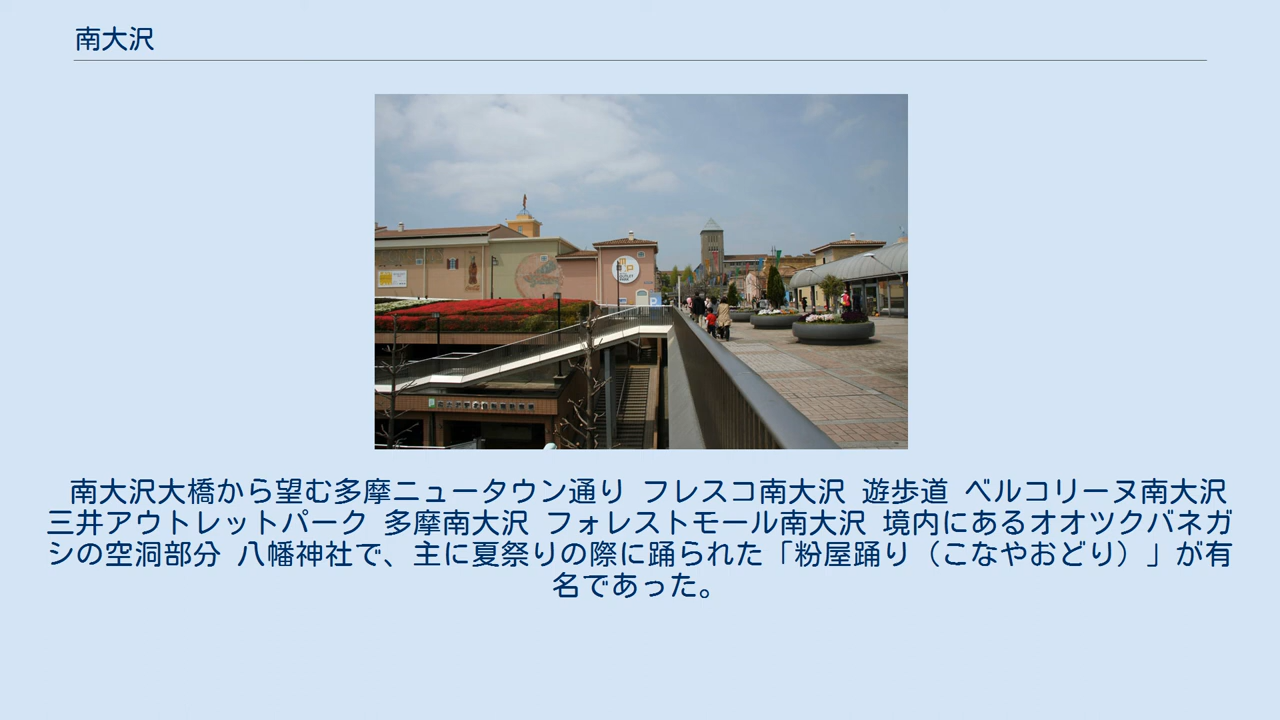 南大沢
南大沢大橋から望む多摩ニュータウン通り フレスコ南大沢 遊歩道 ベルコリーヌ南大沢
三井アウトレットパーク 多摩南大沢 フォレストモール南大沢 境内にあるオオツクバネガ
シの空洞部分 八幡神社で、主に夏祭りの際に踊られた「粉屋踊り（こなやおどり）」が有
名であった。